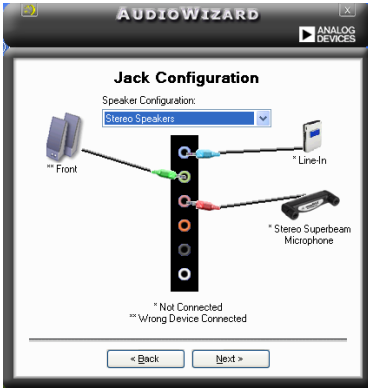 AUDIOWIZARD
ANALOG
DEVICES
Jack Configuration
Speaker Configuration:
Stereo Speakers
** Front
* Line-In
* Stereo Superbeam
Microphone
* Not Connected
** Wrong Device Connected
< Back
Next >